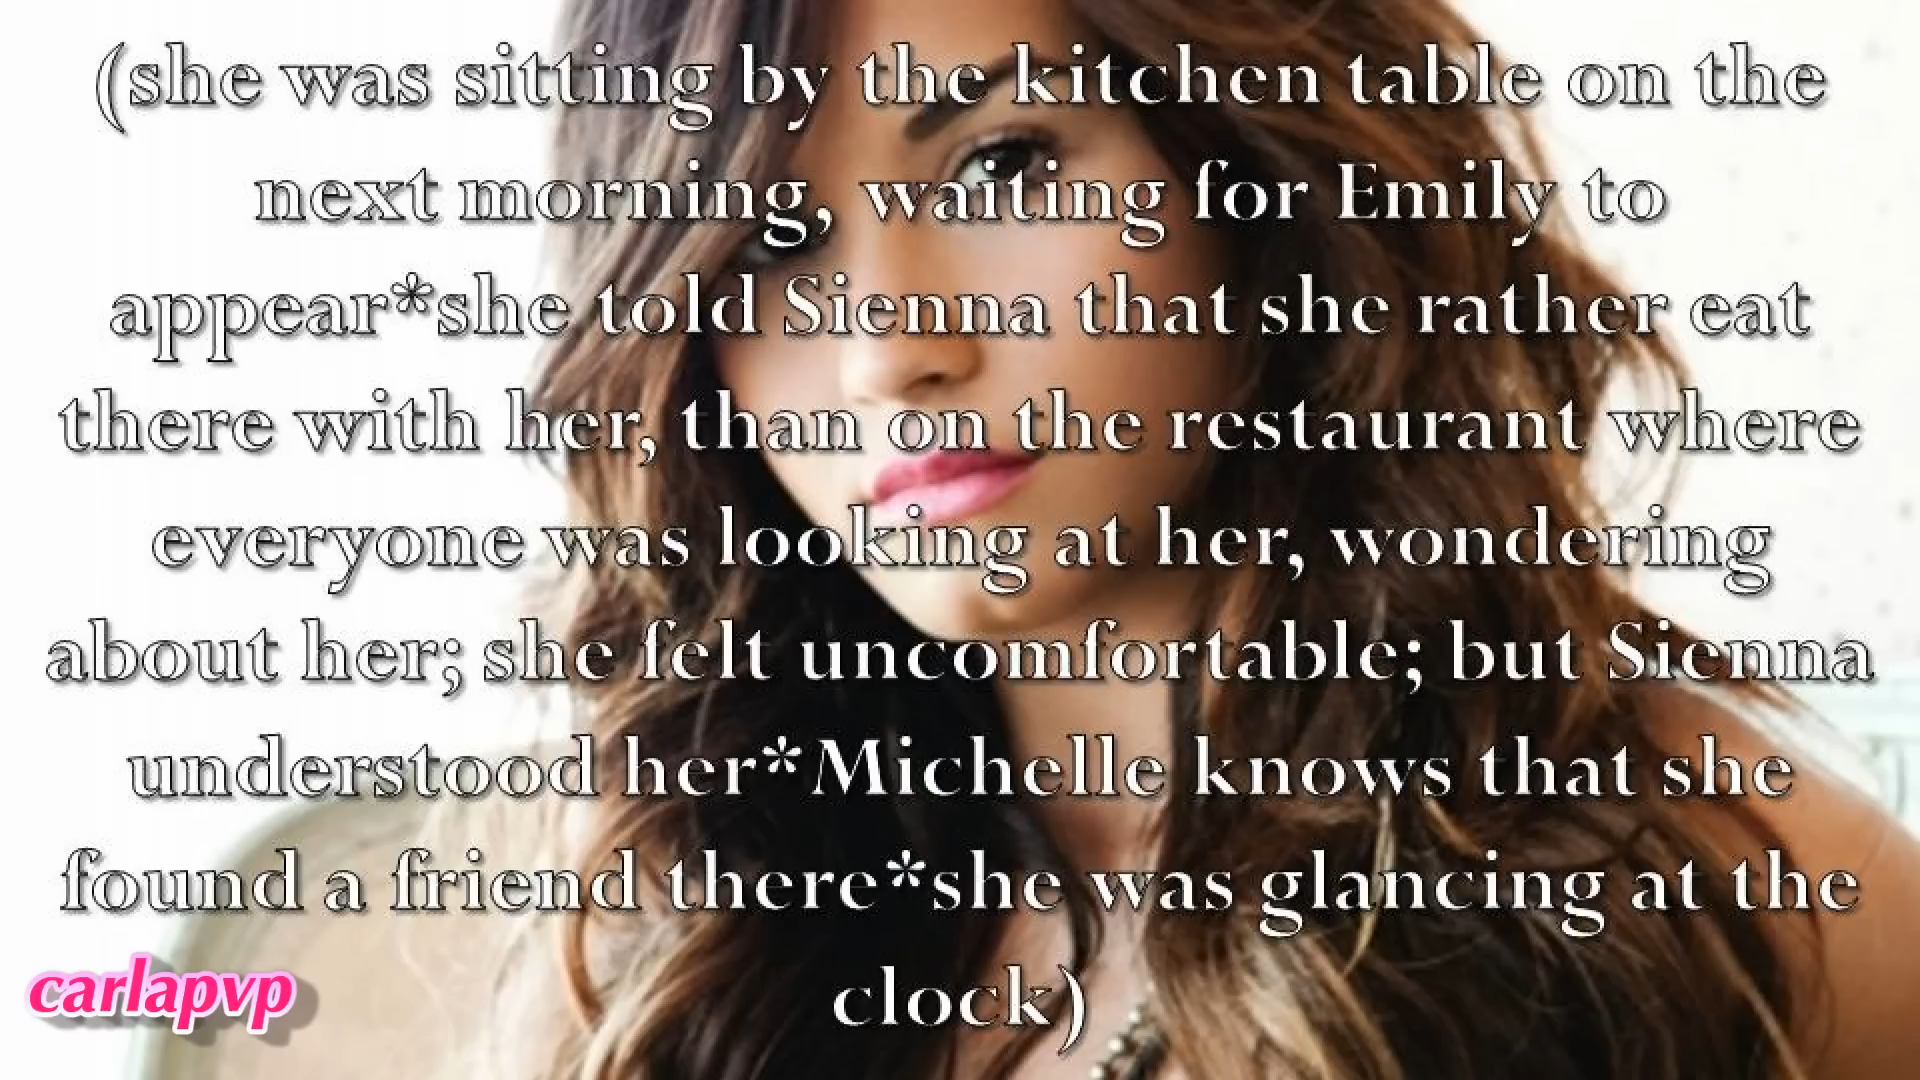 (she was sitting by the kitchen table on the
next morning, waiting for Emily to
appear*she told Sienna that she rather eat
there with her, than on the restaurant where
everyone was looking at her, wondering
about her; she felt uncomfortable; but Sienna
understood her*Michelle knows that she
found a friend there*she was glancing at the
clock)
carlapvp